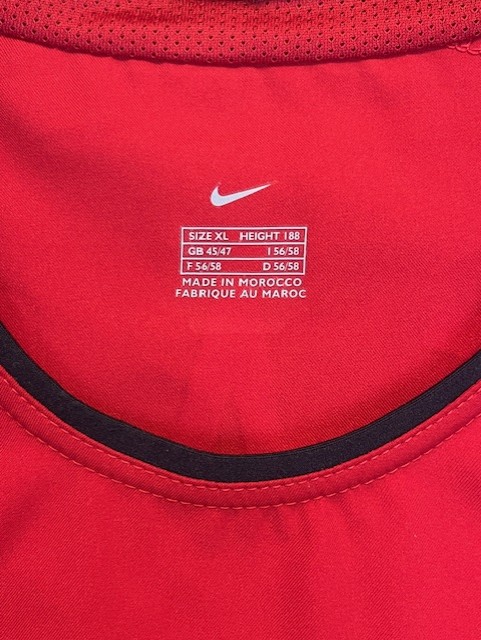 SIZE XL HEIGHT 188
GB 45/47 I 56/58
F 56/58 D 56/58
MADE IN MOROCCO
FABRIQUE AU MAROC